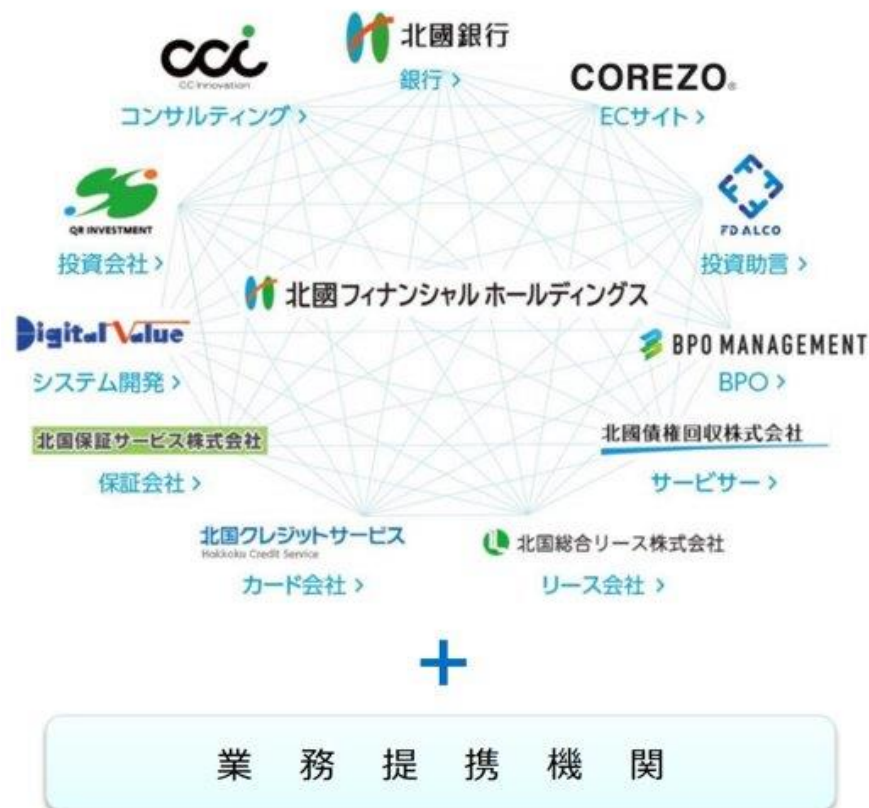 北國銀行
銀行 >
cci
CC Innovation
コンサルティング >
COREZO®
ECサイト >
QR INVESTMENT
投資会社 >
FD ALCO
投資助言 >
北國フィナンシャルホールディングス
Digital Value
システム開発 >
BPO MANAGEMENT
BPO >
北国保証サービス株式会社
保証会社 >
北國債権回収株式会社
サービサー >
北国クレジットサービス
Hokkoku Credit Service
カード会社 >
北国総合リース株式会社
リース会社 >
+
業務提携機関